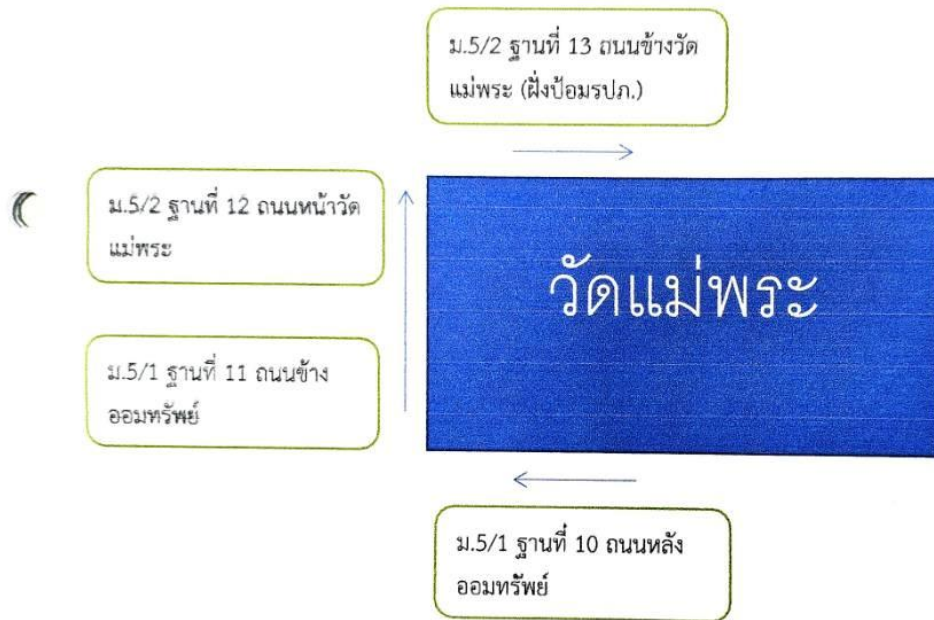 ม.5/2 ฐานที่ 13 ถนนข้างวัด
แม่พระ (ฝั่งป้อมรปภ.)
ม.5/2 ฐานที่ 12 ถนนหน้าวัด
แม่พระ
วัดแม่พระ
ม.5/1 ฐานที่ 11 ถนนข้าง
ออมทรัพย์
ม.5/1 ฐานที่ 10 ถนนหลัง
ออมทรัพย์